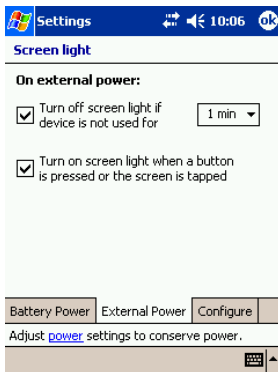 Settings 10:06 ok
Screen light
On external power:
Turn off screen light if
device is not used for 1 min
Turn on screen light when a button
is pressed or the screen is tapped
Battery Power External Power Configure
Adjust power settings to conserve power.